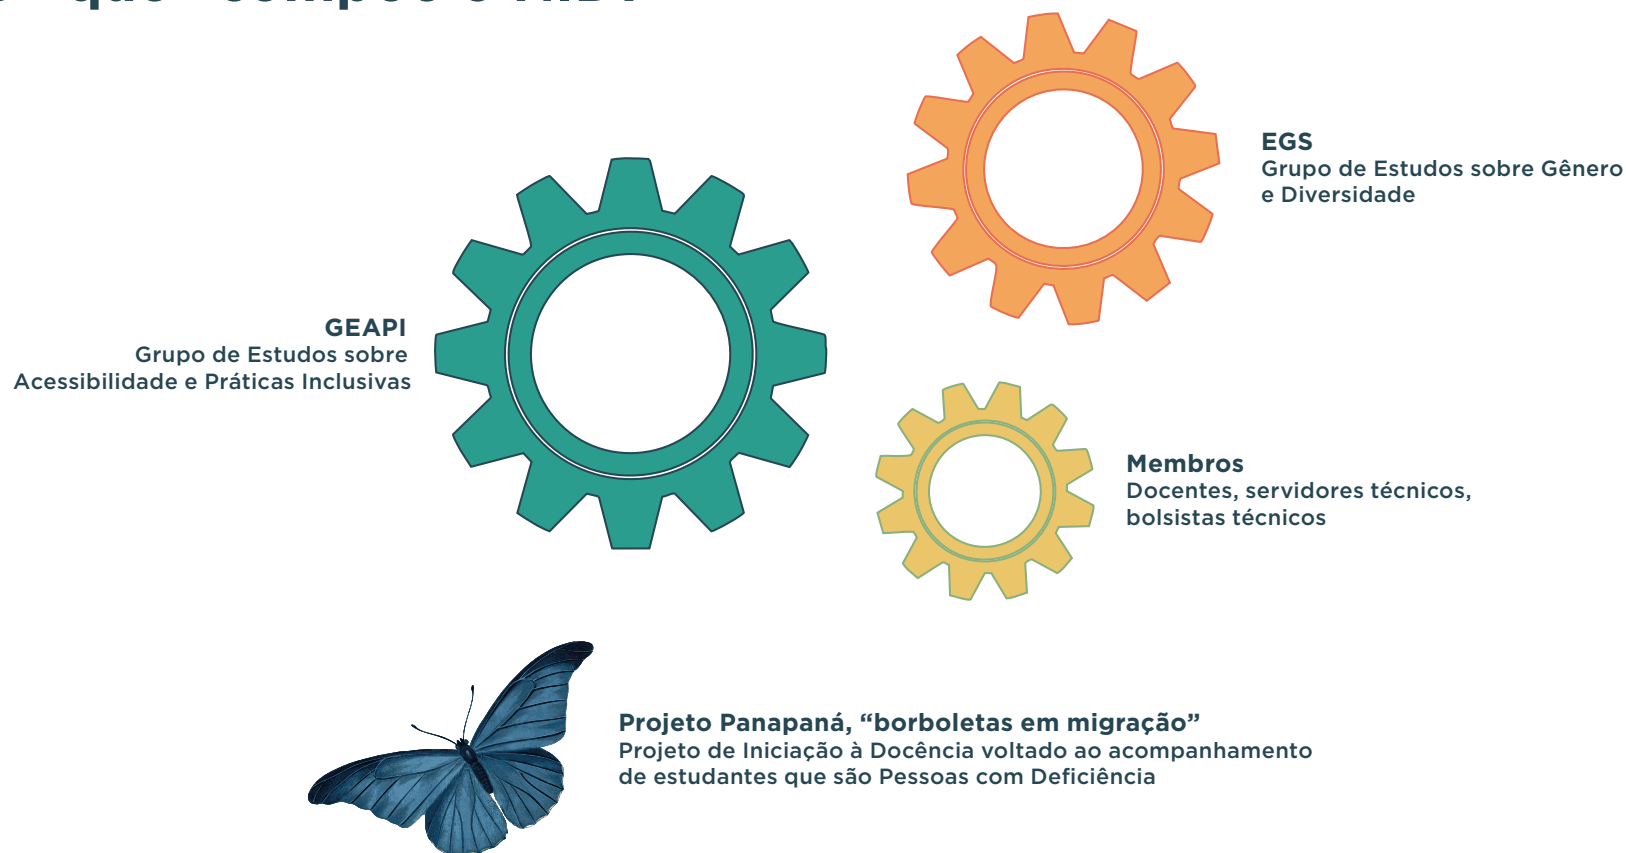 GEAPI
Grupo de Estudos sobre
Acessibilidade e Práticas Inclusivas
EGS
Grupo de Estudos sobre Gênero
e Diversidade
Membros
Docentes, servidores técnicos,
bolsistas técnicos
Projeto Panapaná, “borboletas em migração”
Projeto de Iniciação à Docência voltado ao acompanhamento
de estudantes que são Pessoas com Deficiência